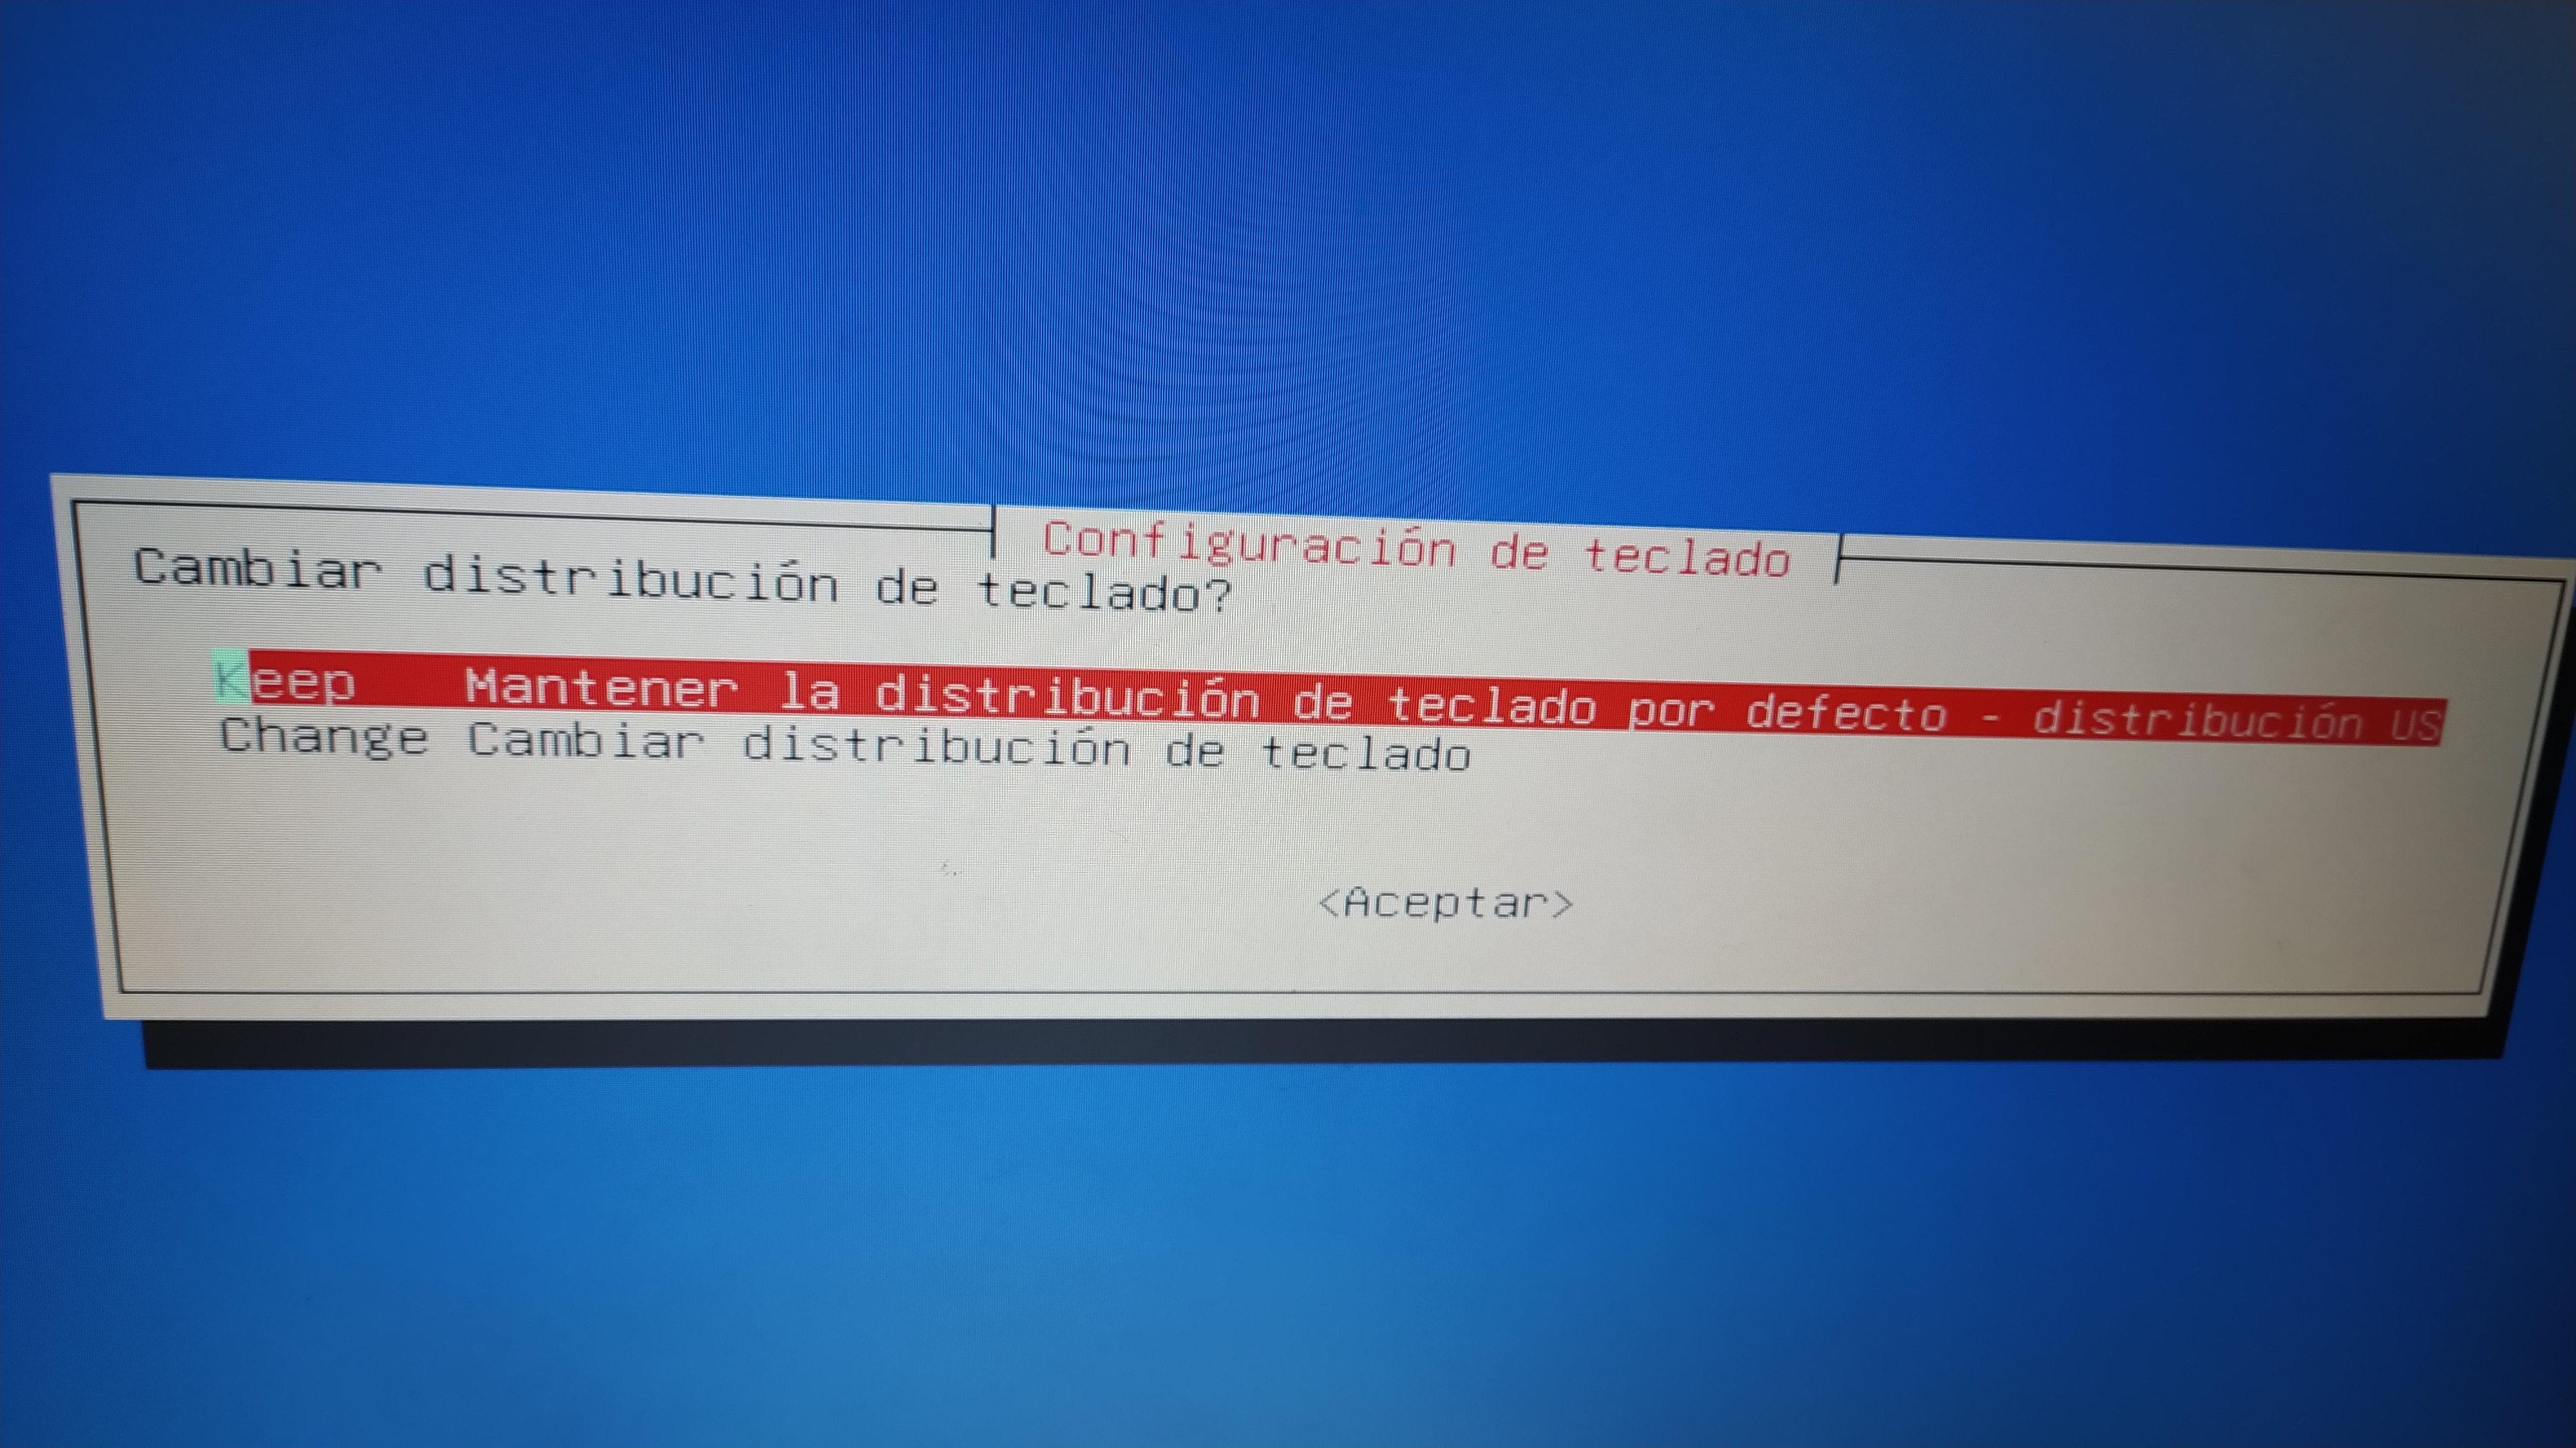 Configuración de teclado
Cambiar distribución de teclado?
Keep Mantener la distribución de teclado por defecto - distribución US
Change Cambiar distribución de teclado
<Aceptar>